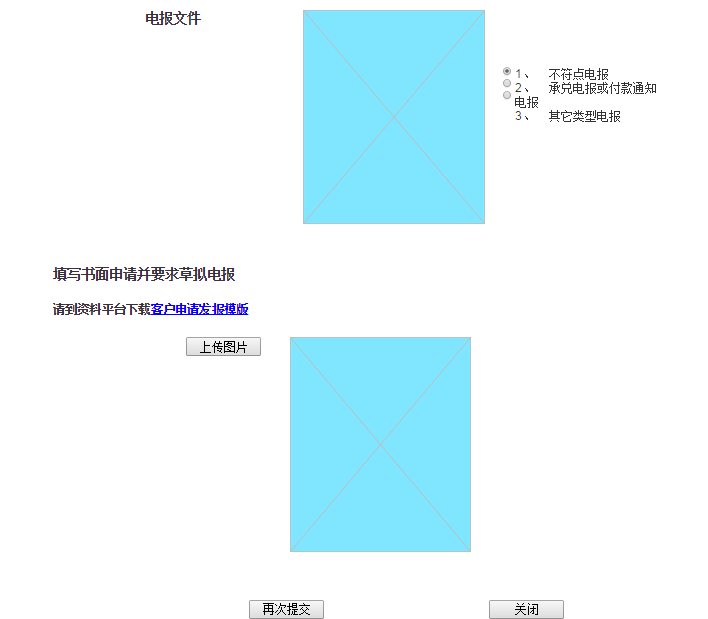 电报文件
1、 不符点电报
2、 承兑电报或付款通知
电报
3、 其它类型电报
填写书面申请并要求草拟电报
请到资料平台下载客户申请发报模版
上传图片
再次提交 关闭